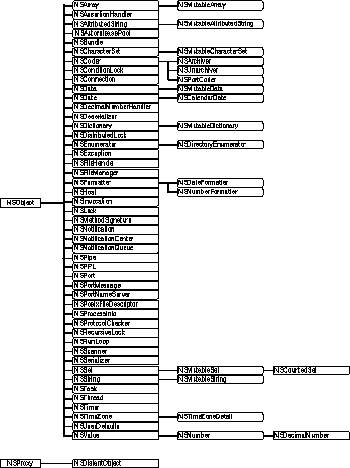 NSArray NSMutableArray
NSAssertionHandler
NSAttributedString NSMutableAttributedString
NSAutoreleasePool
NSBundle
NSCharacterSet NSMutableCharacterSet
NSCoder NSArchiver
NSConditionLock NSUnarchiver
NSConnection NSPortCoder
NSData NSMutableData
NSDate NSCalendarDate
NSDecimalNumberHandler
NSDeserializer
NSDictionary NSMutableDictionary
NSDistributedLock
NSEnumerator NSDirectoryEnumerator
NSException
NSFileHandle
NSFileManager
NSFormatter NSDateFormatter
NSHost NSNumberFormatter
NSObject NSInvocation
NSLock
NSMethodSignature
NSNotification
NSNotificationCenter
NSNotificationQueue
NSPipe
NSPPL
NSPort
NSPortMessage
NSPortNameServer
NSPosixFileDescriptor
NSProcessInfo
NSProtocolChecker
NSRecursiveLock
NSRunLoop
NSScanner
NSSerializer
NSSet NSMutableSet NSCountedSet
NSString NSMutableString
NSTask
NSThread
NSTimer
NSTimeZone NSTimeZoneDetail
NSUserDefaults
NSValue NSNumber NSDecimalNumber
NSProxy NSDistantObject